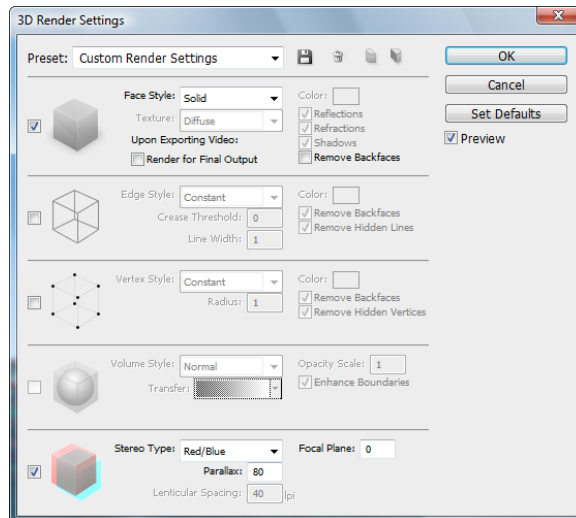 3D Render Settings
Preset: Custom Render Settings
OK
Cancel
Set Defaults
Preview
Face Style: Solid
Color:
Texture: Diffuse
Reflections
Refractions
Upon Exporting Video:
Shadows
Render for Final Output
Remove Backfaces
Edge Style: Constant
Color:
Crease Threshold: 0
Remove Backfaces
Line Width: 1
Remove Hidden Lines
Vertex Style: Constant
Color:
Radius: 1
Remove Backfaces
Remove Hidden Vertices
Volume Style: Normal
Opacity Scale: 1
Transfer:
Enhance Boundaries
Stereo Type: Red/Blue
Focal Plane: 0
Parallax: 80
Lenticular Spacing: 40 lpi